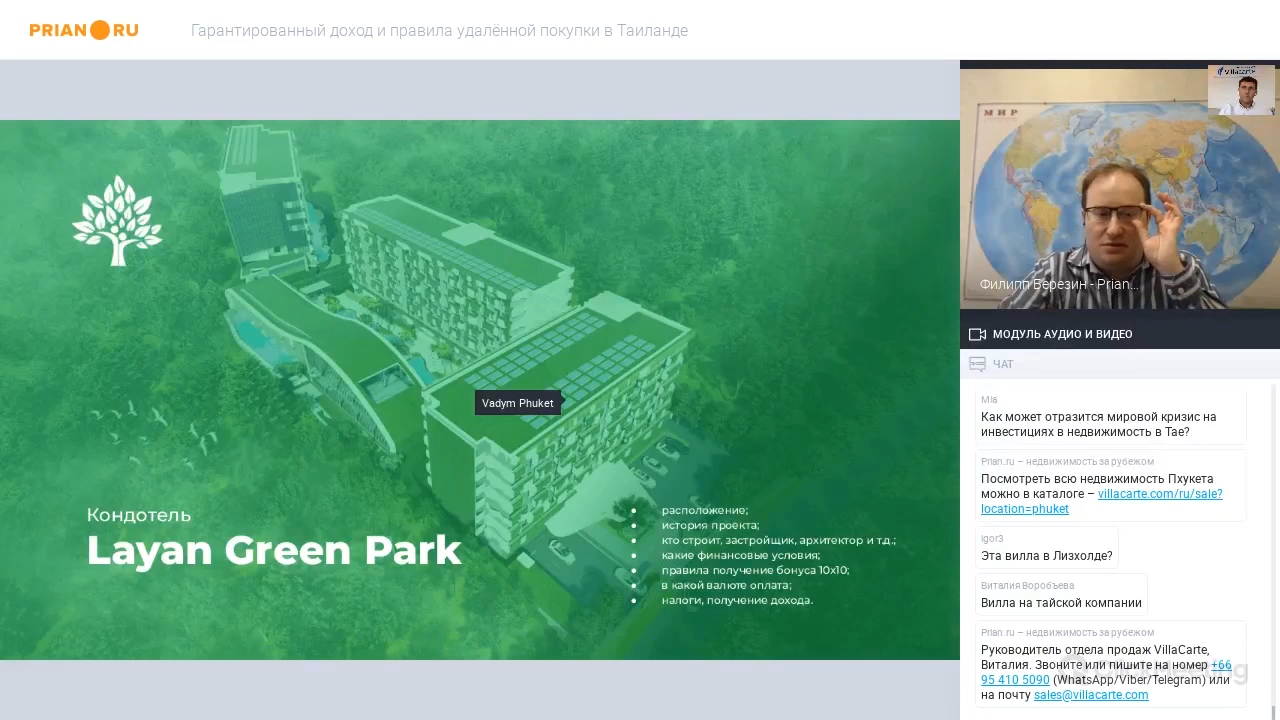 PRIAN RU
Гарантированный доход и правила удалённой покупки в Таиланде
Vadym Phuket
Кондотель
Layan Green Park
расположение;
история проекта;
кто строит, застройщик, архитектор и т.д.;
какие финансовые условия;
правила получение бонуса 10х10;
в какой валюте оплата;
налоги, получение дохода.
villacarte
МИР
Филипп Березин - Prian...
МОДУЛЬ АУДИО И ВИДЕО
ЧАТ
Mia
Как может отразится мировой кризис на
инвестициях в недвижимость в Тае?
Prian.ru – недвижимость за рубежом
Посмотреть всю недвижимость Пхукета
можно в каталоге – villacarte.com/ru/sale?
location=phuket
igor3
Эта вилла в Лизхолде?
Виталия Воробъева
Вилла на тайской компании
Prian.ru – недвижимость за рубежом
Руководитель отдела продаж VillaCarte,
Виталия. Звоните или пишите на номер +66
95 410 5090 (WhatsApp/Viber/Telegram) или
на почту sales@villacarte.com